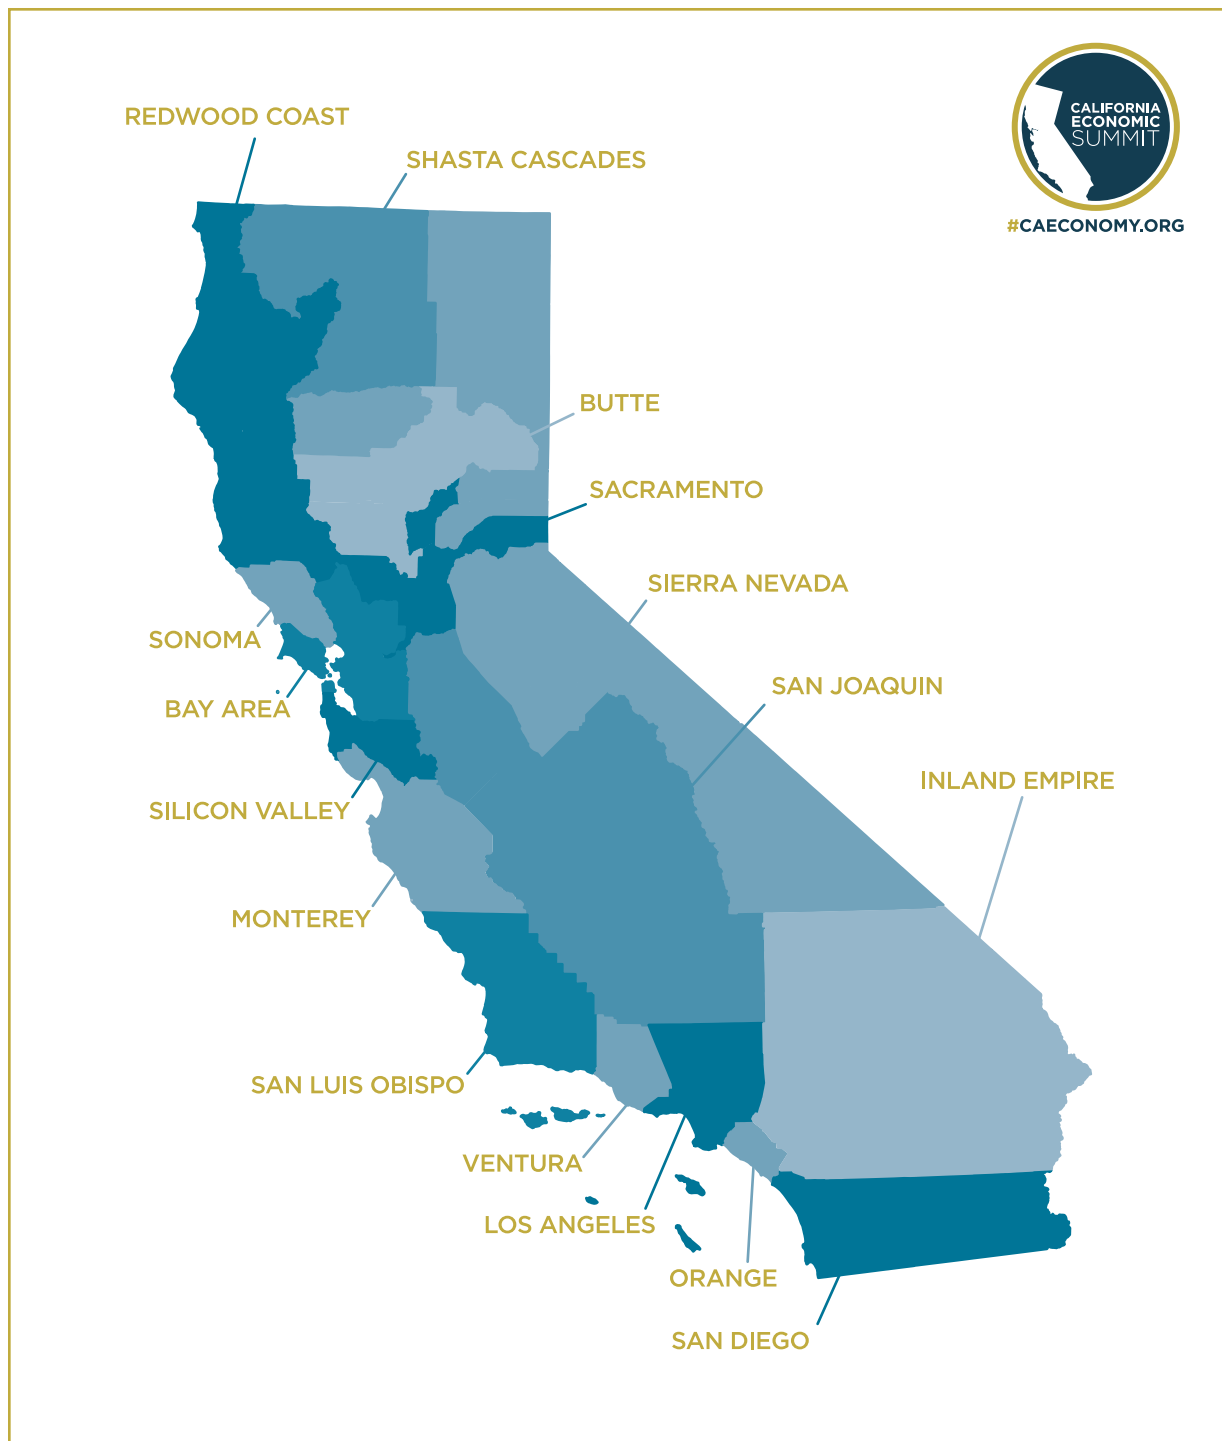 CALIFORNIA
ECONOMIC
SUMMIT
#CAECONOMY.ORG
REDWOOD COAST
SHASTA CASCADES
BUTTE
SACRAMENTO
SIERRA NEVADA
SONOMA
SAN JOAQUIN
BAY AREA
INLAND EMPIRE
SILICON VALLEY
MONTEREY
SAN LUIS OBISPO
VENTURA
LOS ANGELES
ORANGE
SAN DIEGO